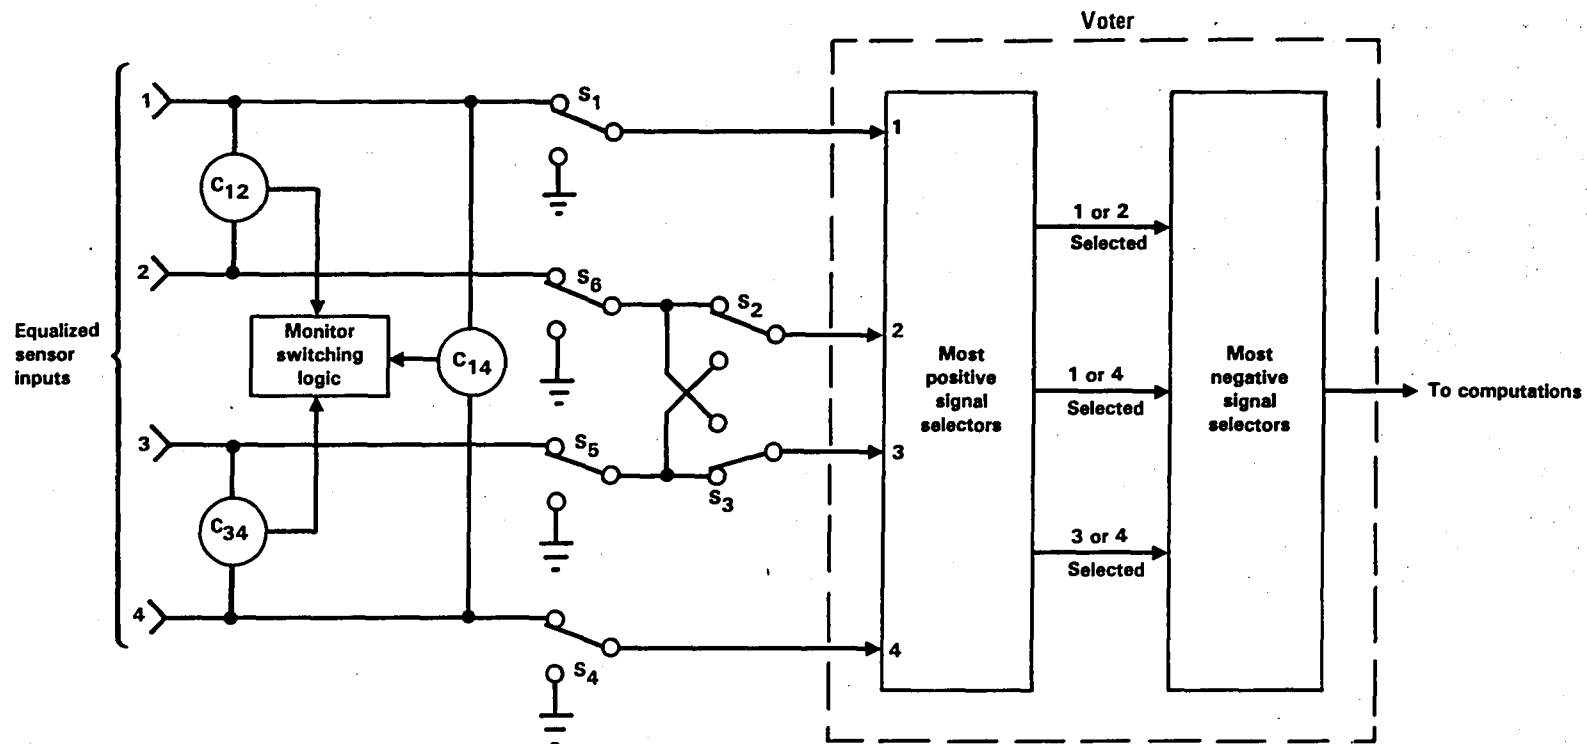 Voter
1
S1
1
C12
1 or 2
Selected
2
S6
S2
2
Equalized
sensor
inputs
Monitor
switching
logic
C14
Most
positive
signal
selectors
1 or 4
Selected
Most
negative
signal
selectors
To computations
3
S5
S3
3
C34
3 or 4
Selected
4
S4
4